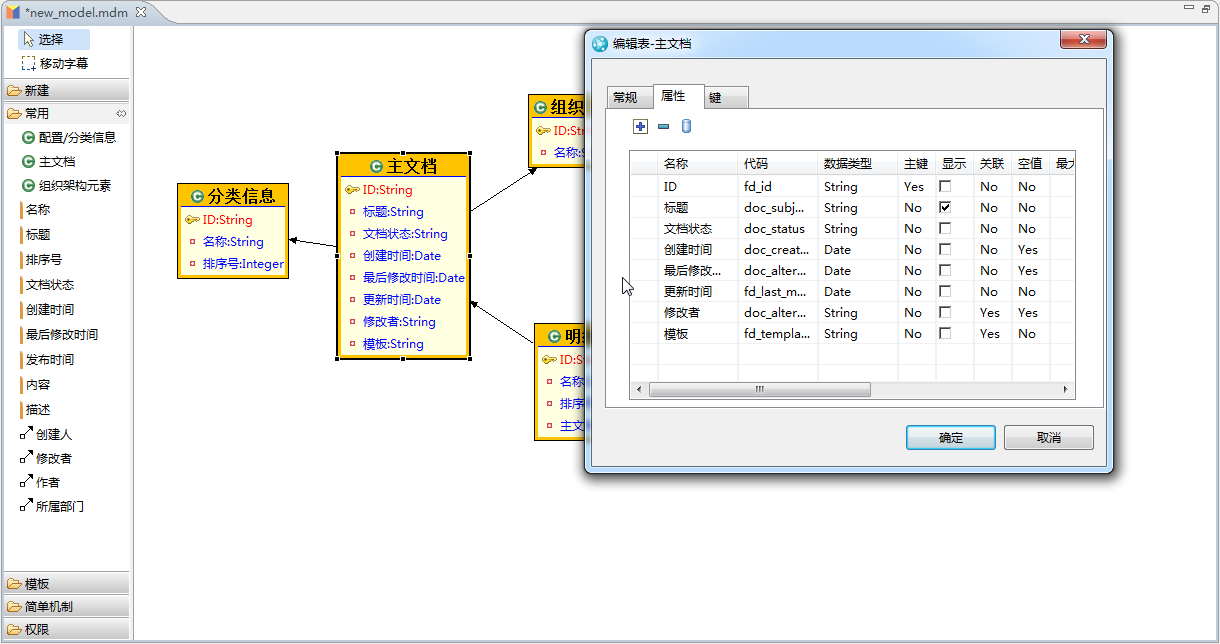 *new_model.mdm
选择
移动字幕
新建
常用
配置/分类信息
主文档
组织架构元素
名称
标题
排序号
文档状态
创建时间
最后修改时间
发布时间
内容
描述
创建人
修改者
作者
所属部门
模板
简单机制
权限
分类信息
ID:String
名称:String
排序号:Integer
主文档
ID:String
标题:String
文档状态:String
创建时间:Date
最后修改时间:Date
更新时间:Date
修改者:String
模板:String
组织
ID:Str
名称:S
ID:S
名称
排序
主文
编辑表-主文档
常规 属性 键
名称 代码 数据类型 主键 显示 关联 空值 最大
ID fd_id String Yes No No
标题 doc_subj... String No No No
文档状态 doc_status String No No No
创建时间 doc_creat... Date No No Yes
最后修改... doc_alter... Date No No Yes
更新时间 fd_last_m... Date No No No
修改者 doc_alter... String No Yes Yes
模板 fd_templa... String No Yes No
确定 取消